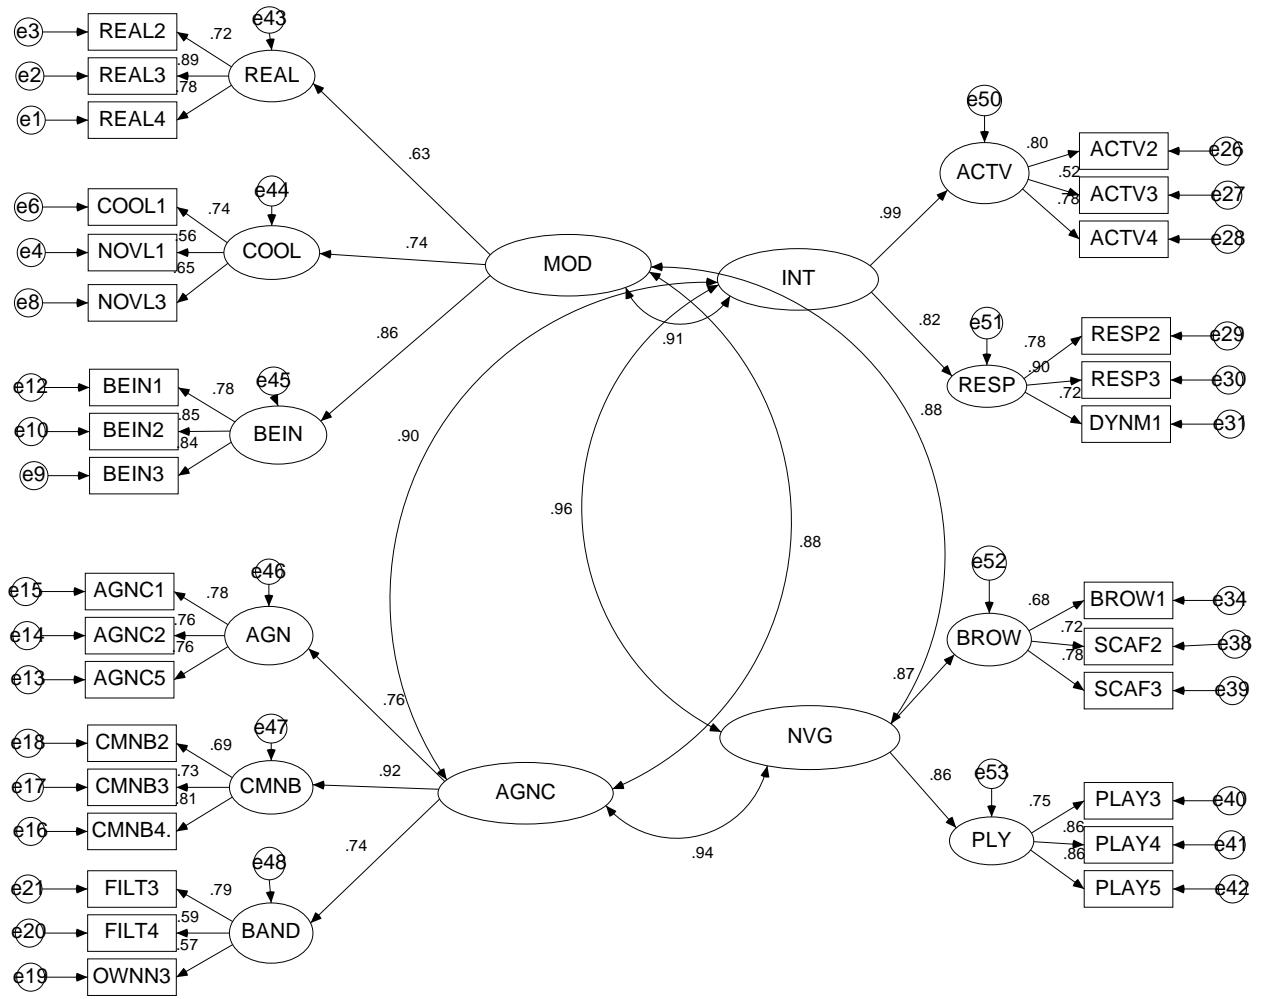 e3 REAL2 .72 e43
e2 REAL3 .89 REAL
e1 REAL4 .78
.63
e6 COOL1 .74 e44
e4 NOVL1 .56 COOL .74
e8 NOVL3 .65
.86
e12 BEIN1 .78 e45
e10 BEIN2 .85 BEIN
e9 BEIN3 .84
MOD
INT
.91
.90
.96
.88
.88
e50
ACTV .80 ACTV2 e26
.52 ACTV3 e27
.78 ACTV4 e28
.99
.82
e51 .78 RESP2 e29
RESP .90 RESP3 e30
.72 DYNM1 e31
e15 AGNC1 .78 e46
e14 AGNC2 .76 AGN
e13 AGNC5 .76
.76
e18 CMNB2 .69 e47
e17 CMNB3 .73 CMNB .92
e16 CMNB4. .81
AGNC
.74
e21 FILT3 .79 e48
e20 FILT4 .59 BAND
e19 OWNN3 .57
.94
NVG
.87
.86
e52 .68 BROW1 e34
BROW .72 SCAF2 e38
.78 SCAF3 e39
e53 .75 PLAY3 e40
PLY .86 PLAY4 e41
.86 PLAY5 e42